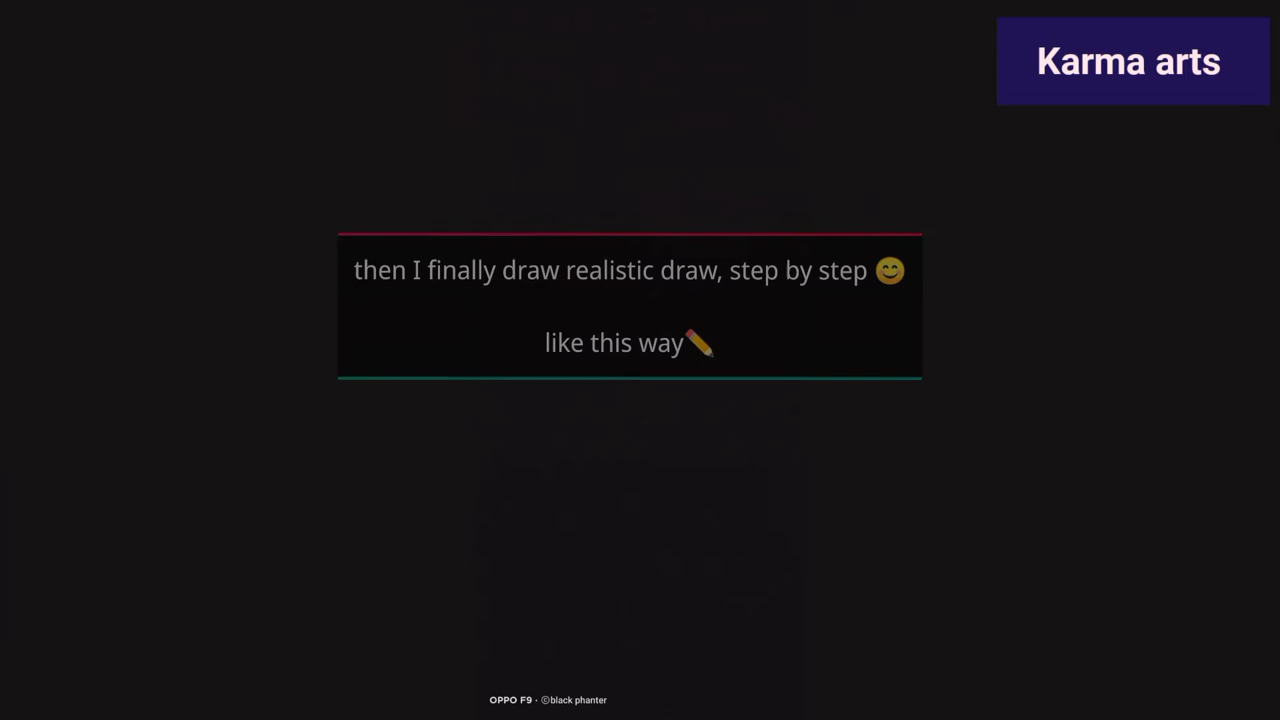 Karma arts
then I finally draw realistic draw, step by step 😊
like this way✏️
OPPO F9 · ©black phanter